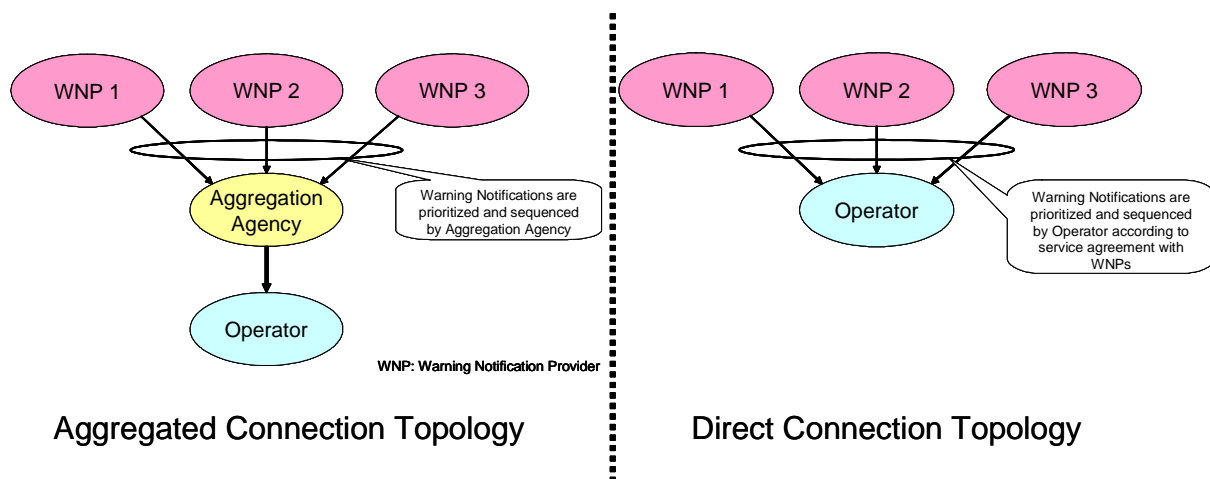 WNP 1
WNP 2
WNP 3
Aggregation
Agency
Warning Notifications are
prioritized and sequenced
by Aggregation Agency
Operator
WNP: Warning Notification Provider
Aggregated Connection Topology
WNP 1
WNP 2
WNP 3
Operator
Warning Notifications are
prioritized and sequenced
by Operator according to
service agreement with
WNPs
Direct Connection Topology